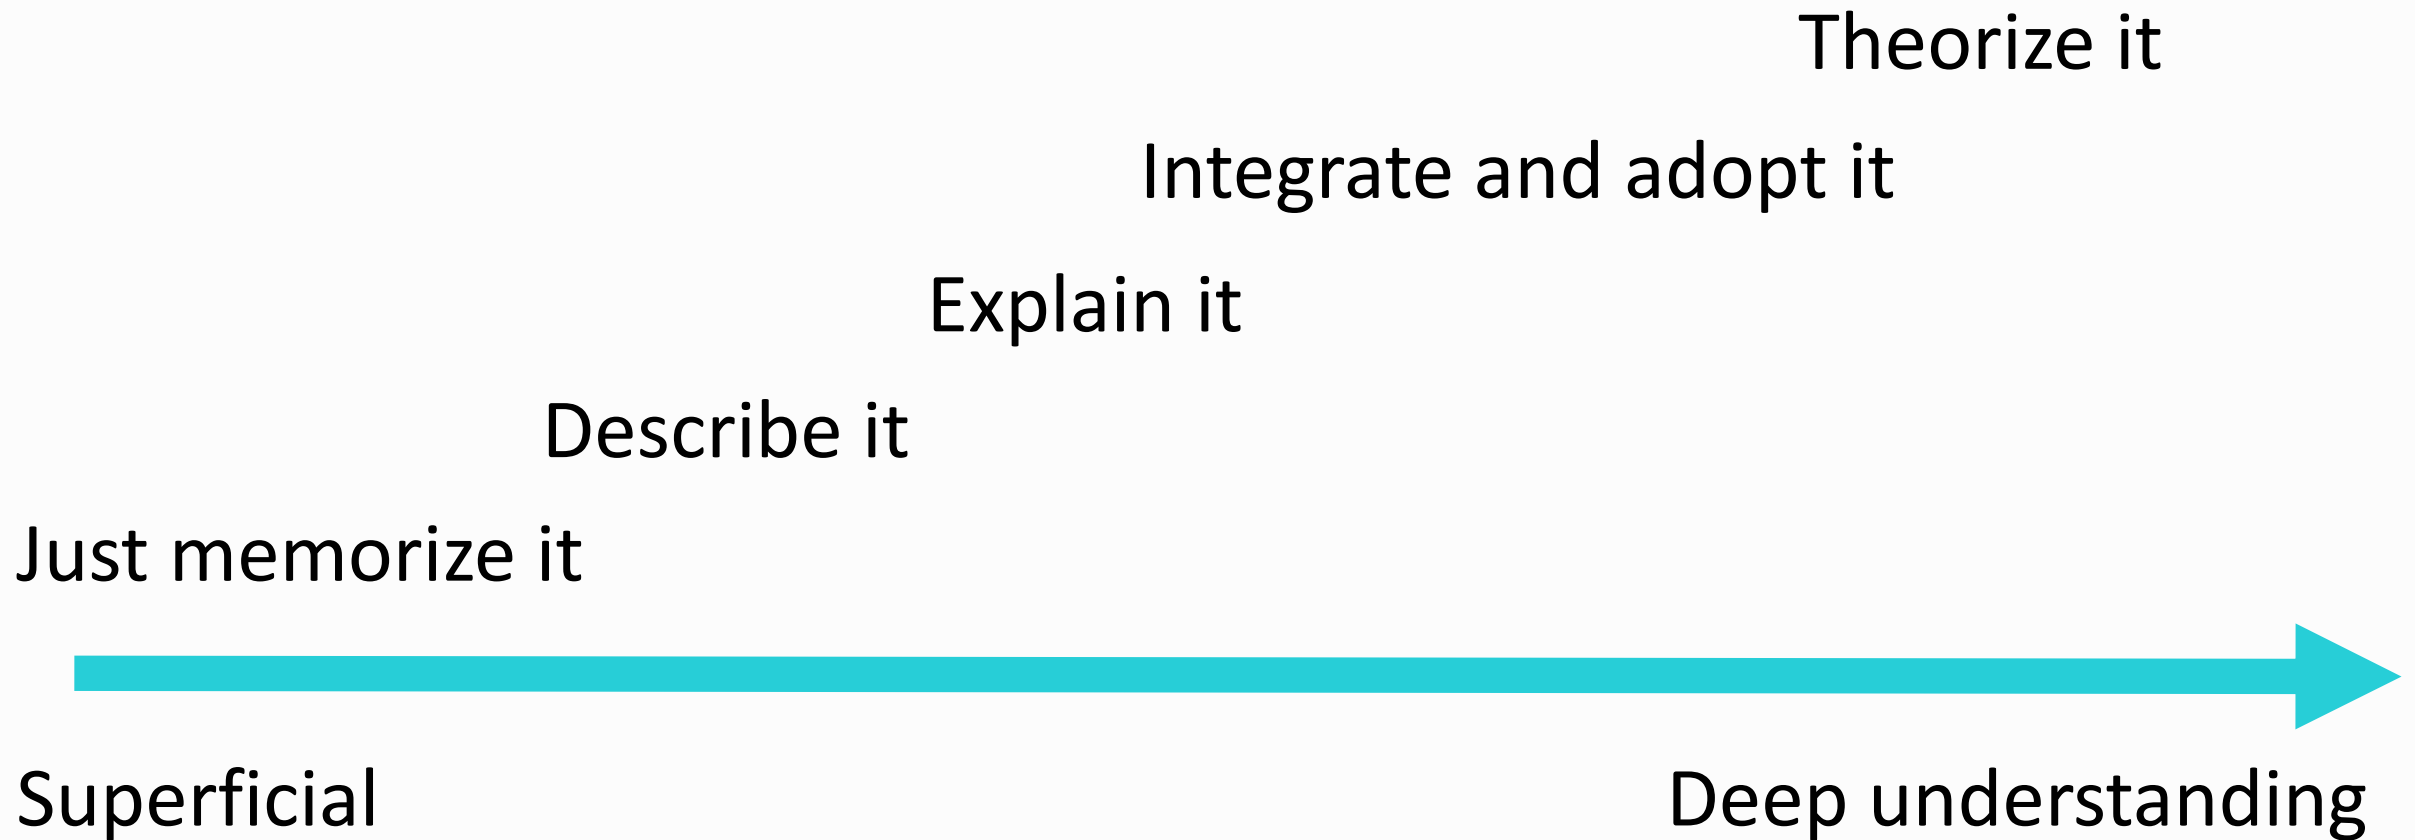 Theorize it
Integrate and adopt it
Explain it
Describe it
Just memorize it
Superficial
Deep understanding